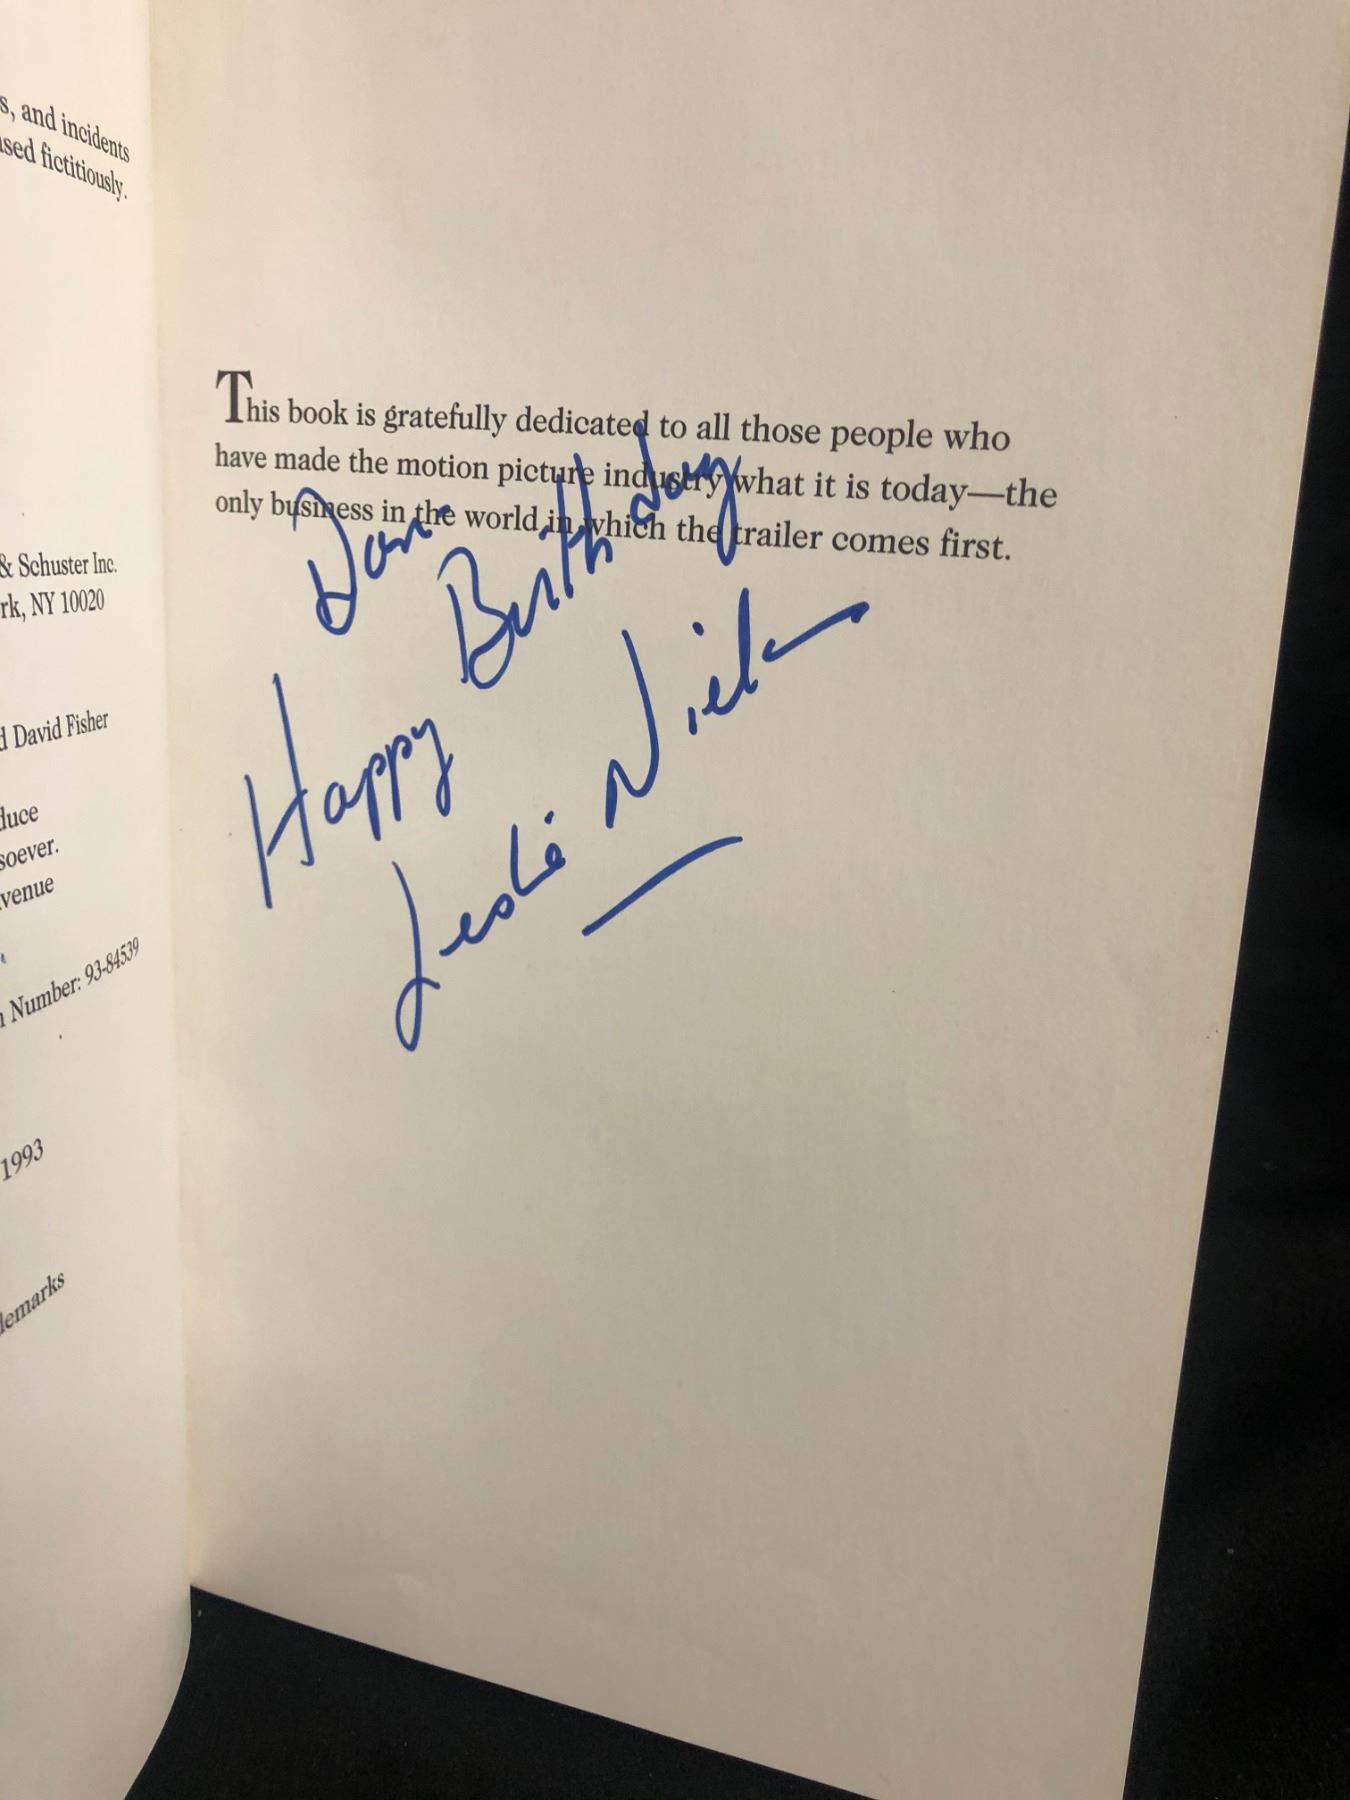 s, and incidents
used fictitiously.
& Schuster Inc.
rk, NY 10020
d David Fisher
duce
soever.
venue
n Number: 93-84539
1993
demarks
This book is gratefully dedicated to all those people who
have made the motion picture industry what it is today—the
only business in the world in which the trailer comes first.
Dan
Happy Birthday
Leslie Nielsen